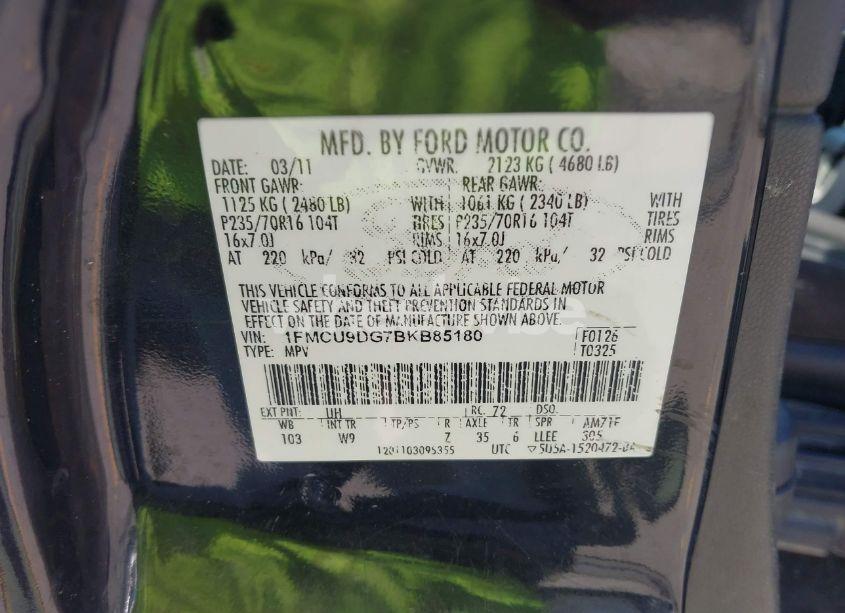 MFD. BY FORD MOTOR CO.
DATE: 03/11 GVWR: 2123 KG ( 4680 LB)
FRONT GAWR: REAR GAWR:
1125 KG ( 2480 LB) WITH 1061 KG ( 2340 LB) WITH
P235/70R16 104T TIRES P235/70R16 104T TIRES
16x7.0J RIMS 16x7.0J RIMS
AT 220 kPa/ 32 PSI COLD AT 220 kPa/ 32 PSI COLD
THIS VEHICLE CONFORMS TO ALL APPLICABLE FEDERAL MOTOR
VEHICLE SAFETY AND THEFT PREVENTION STANDARDS IN
EFFECT ON THE DATE OF MANUFACTURE SHOWN ABOVE.
VIN: 1FMCU9DG7BKB85180 F0126
TYPE: MPV T0325
EXT PNT: UH RC: 72 DSO:
WB INT TR TP/PS R AXLE TR SPR AM71F
103 W9 7 35 6 LLEE 305
1201103095355 UTC